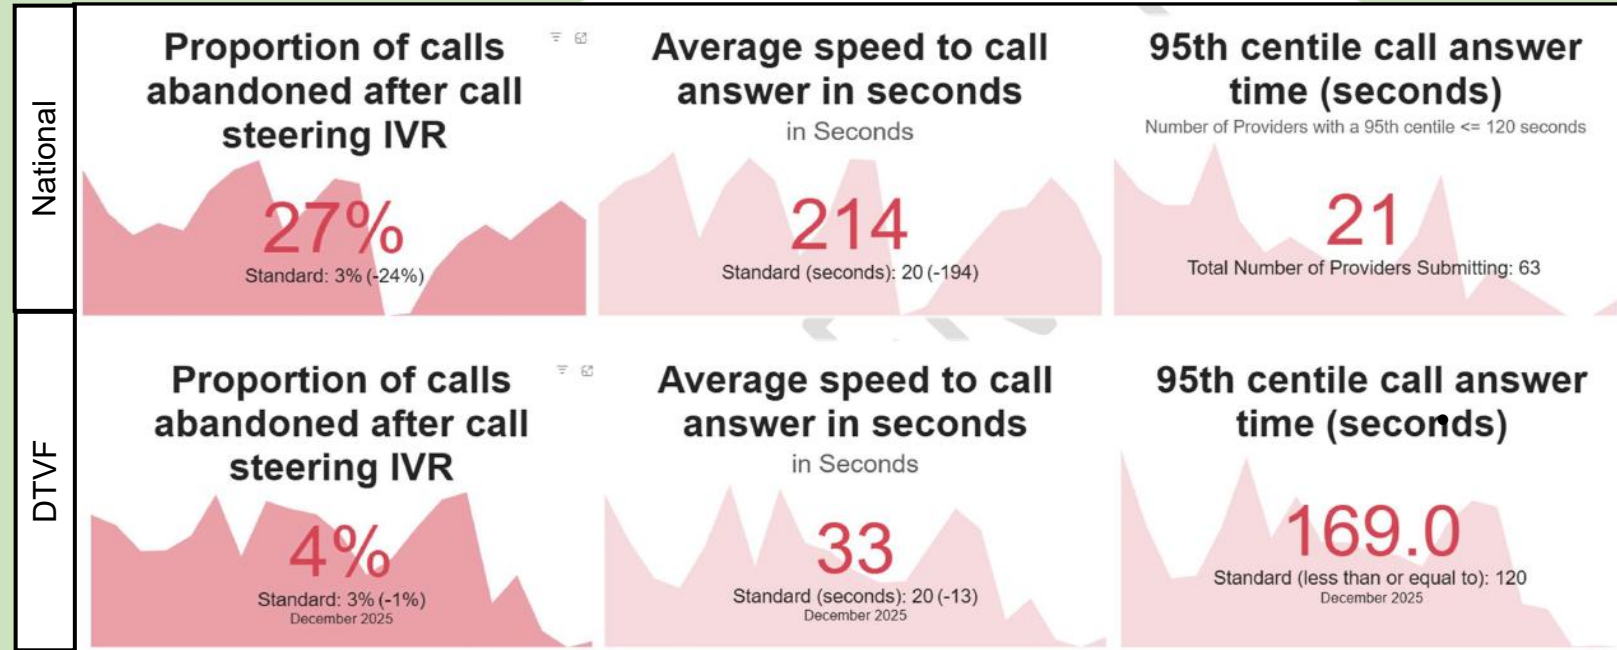 National
Proportion of calls
abandoned after call
steering IVR
27%
Standard: 3% (-24%)
Average speed to call
answer in seconds
in Seconds
214
Standard (seconds): 20 (-194)
95th centile call answer
time (seconds)
Number of Providers with a 95th centile <= 120 seconds
21
Total Number of Providers Submitting: 63
DTVF
Proportion of calls
abandoned after call
steering IVR
4%
Standard: 3% (-1%)
December 2025
Average speed to call
answer in seconds
in Seconds
33
Standard (seconds): 20 (-13)
December 2025
95th centile call answer
time (seconds)
169.0
Standard (less than or equal to): 120
December 2025